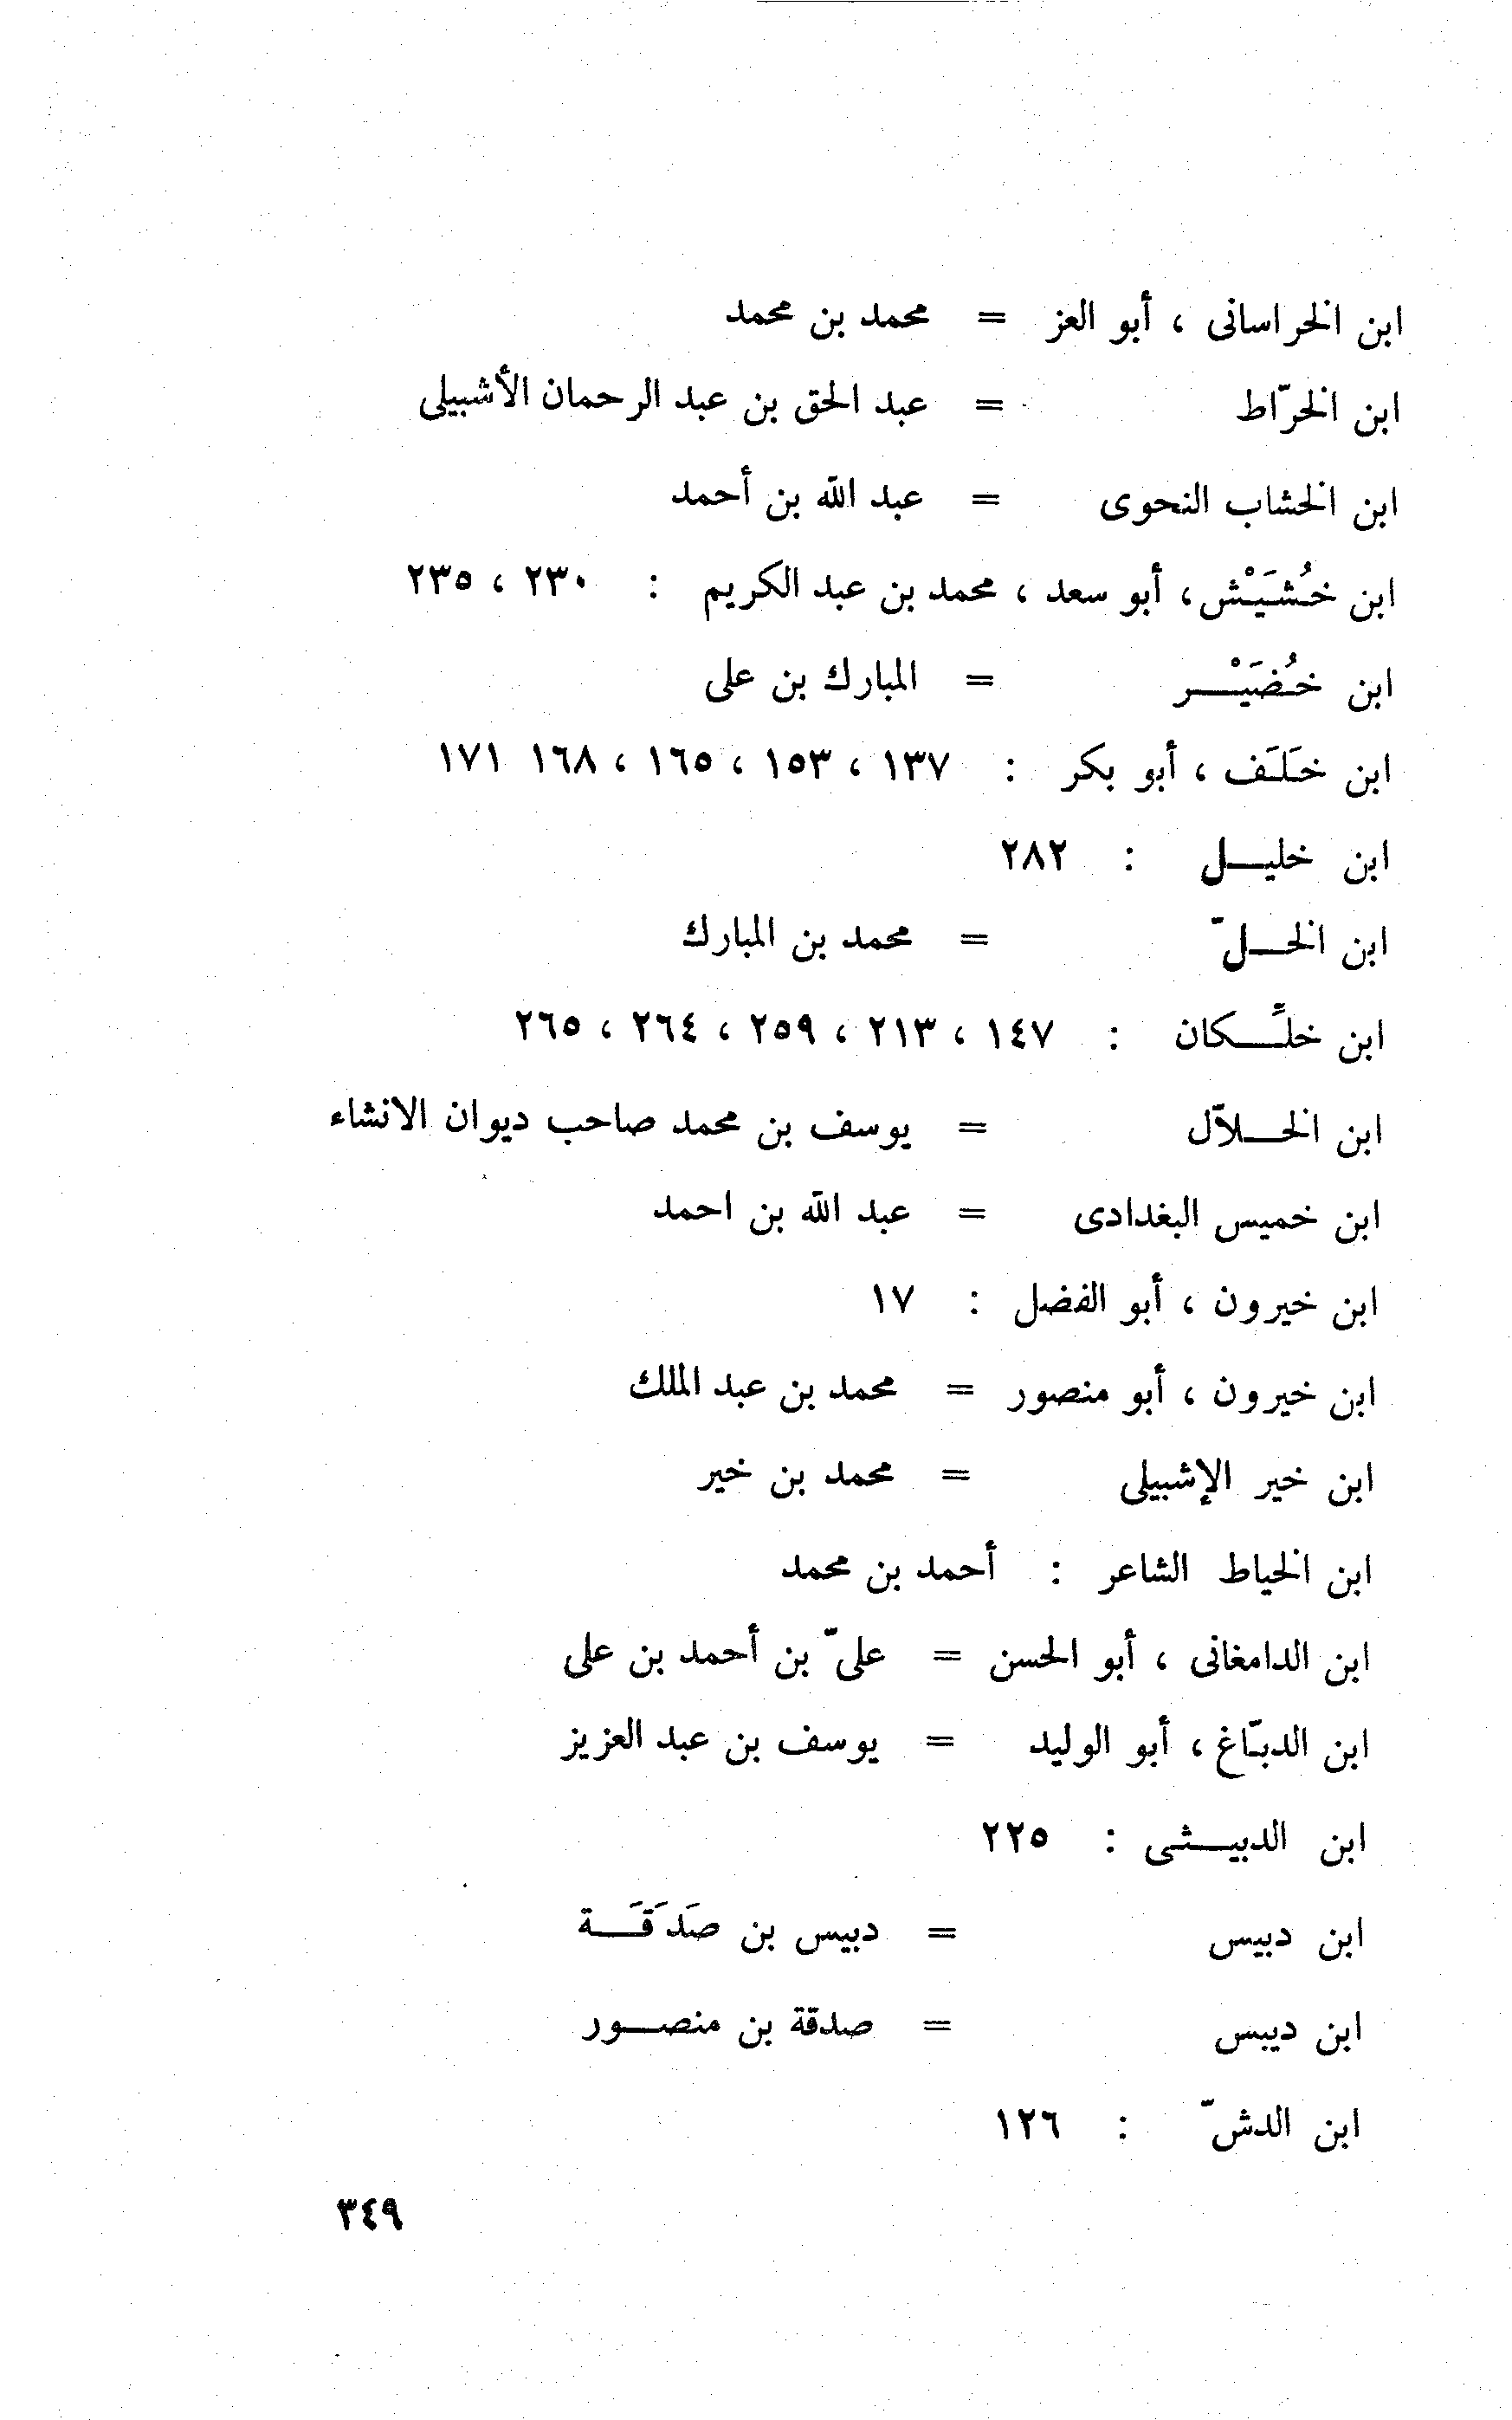 ابن الخراسانى ، أبو العز = محمد بن محمد
ابن الخرّاط = عبد الحق بن عبد الرحمان الأشبيلى
ابن الخشاب النحوى = عبد الله بن أحمد
ابن خُشَيْش، أبو سعد ، محمد بن عبد الكريم : ٢٣٠ ، ٢٣٥
ابن خُضَيْر = المبارك بن على
ابن خَلَف ، أبو بكر : ١٣٧ ، ١٥٣ ، ١٦٥ ، ١٦٨ ١٧١
ابن خليل : ٢٨٢
ابن الخلّ = محمد بن المبارك
ابن خلّكان : ١٤٧ ، ٢١٣ ، ٢٥٩ ، ٢٦٤ ، ٢٦٥
ابن الخلاّل = يوسف بن محمد صاحب ديوان الانشاء
ابن خميس البغدادى = عبد الله بن احمد
ابن خيرون ، أبو الفضل : ١٧
ابن خيرون ، أبو منصور = محمد بن عبد الملك
ابن خير الإشبيلى = محمد بن خير
ابن الخياط الشاعر : أحمد بن محمد
ابن الدامغانى ، أبو الحسن = علىّ بن أحمد بن على
ابن الدبّاغ ، أبو الوليد = يوسف بن عبد العزيز
ابن الدبيثى : ٢٢٥
ابن دبيس = دبيس بن صَدَقَة
ابن دبيس = صدقة بن منصور
ابن الدشّ : ١٢٦
٣٤٩